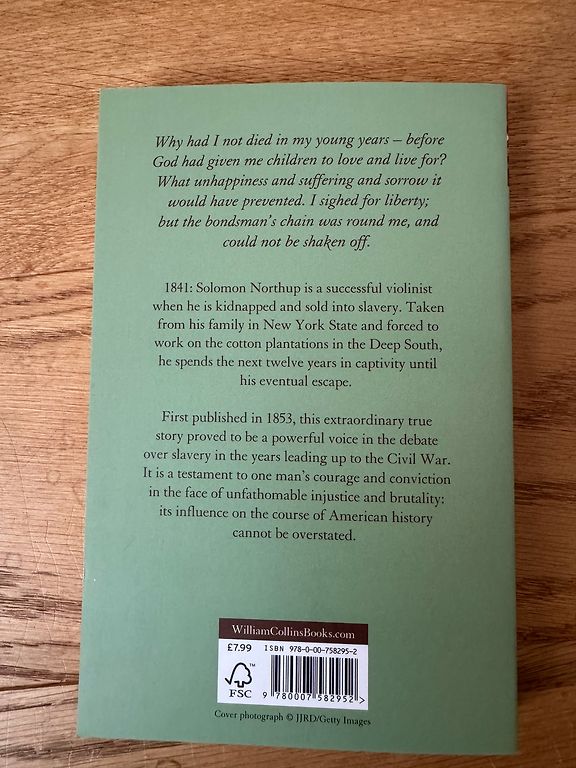 Why had I not died in my young years – before
God had given me children to love and live for?
What unhappiness and suffering and sorrow it
would have prevented. I sighed for liberty;
but the bondsman's chain was round me, and
could not be shaken off.
1841: Solomon Northup is a successful violinist
when he is kidnapped and sold into slavery. Taken
from his family in New York State and forced to
work on the cotton plantations in the Deep South,
he spends the next twelve years in captivity until
his eventual escape.
First published in 1853, this extraordinary true
story proved to be a powerful voice in the debate
over slavery in the years leading up to the Civil War.
It is a testament to one man's courage and conviction
in the face of unfathomable injustice and brutality:
its influence on the course of American history
cannot be overstated.
WilliamCollinsBooks.com
£7.99 ISBN 978-0-00-758295-2
FSC™
9 780007 582952 >
Cover photograph © JJRD/Getty Images